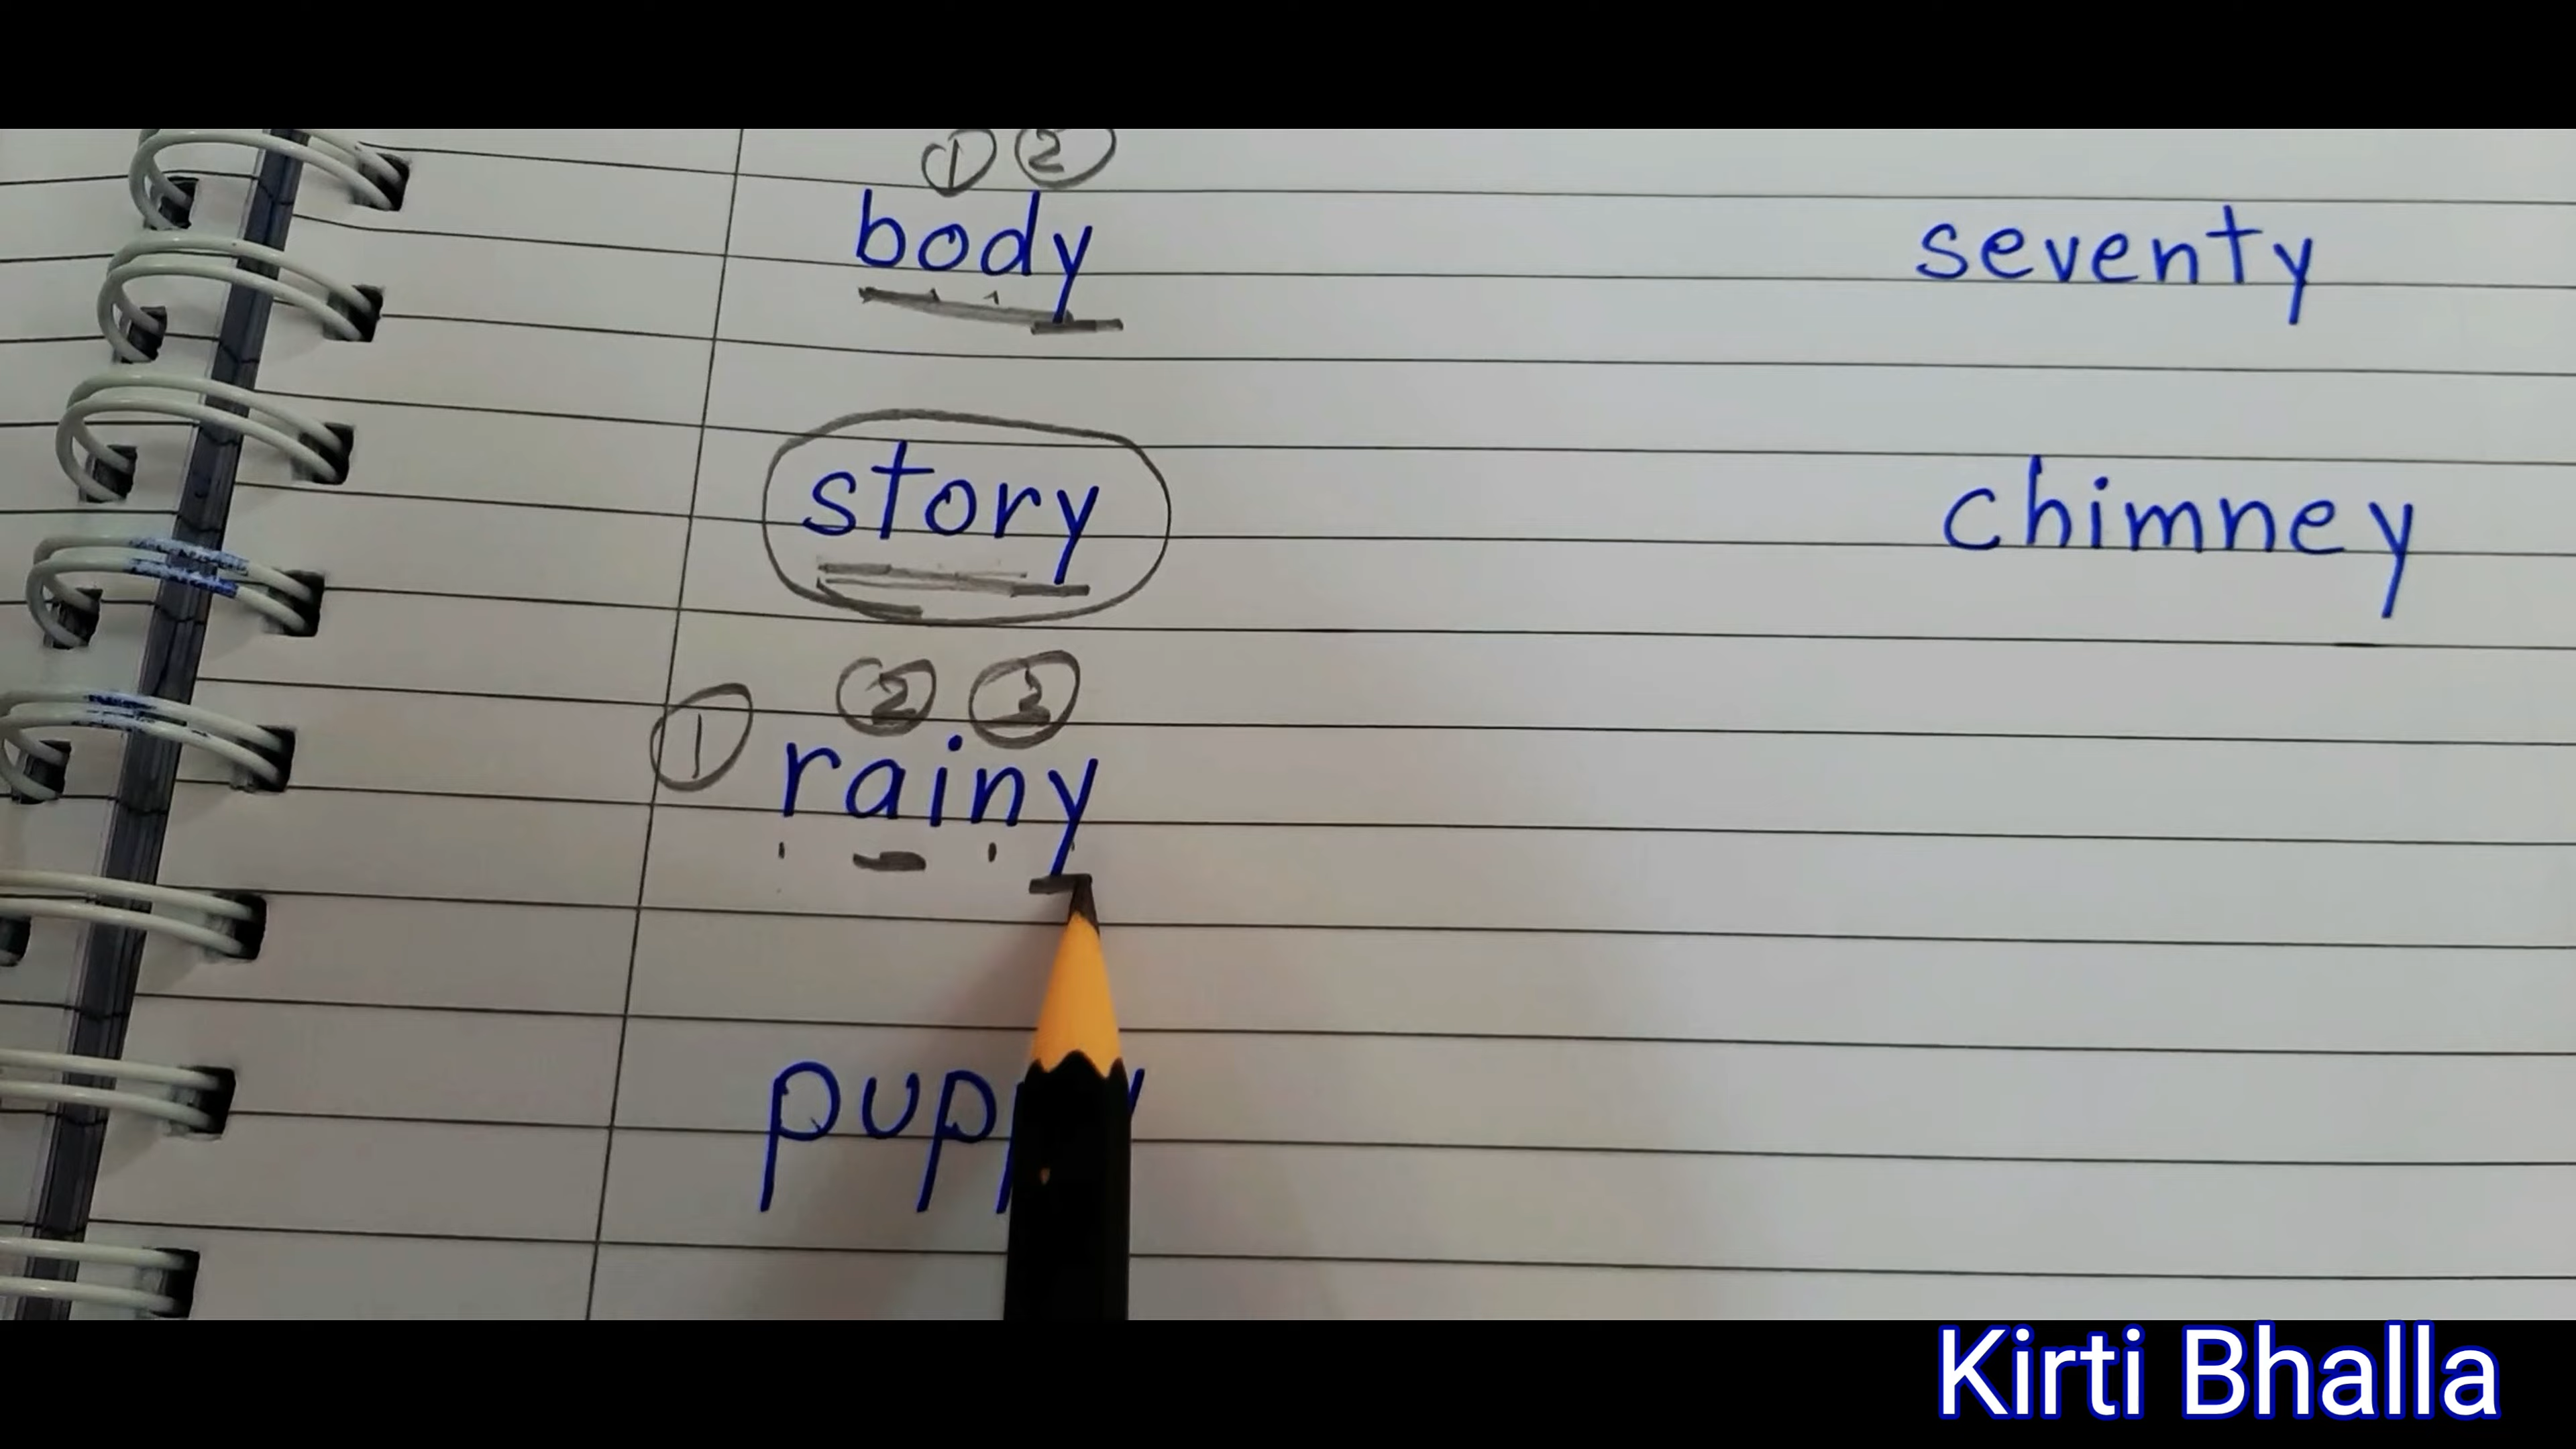 ① ②
body seventy
story chimney
② 3
① rainy
Kirti Bhalla